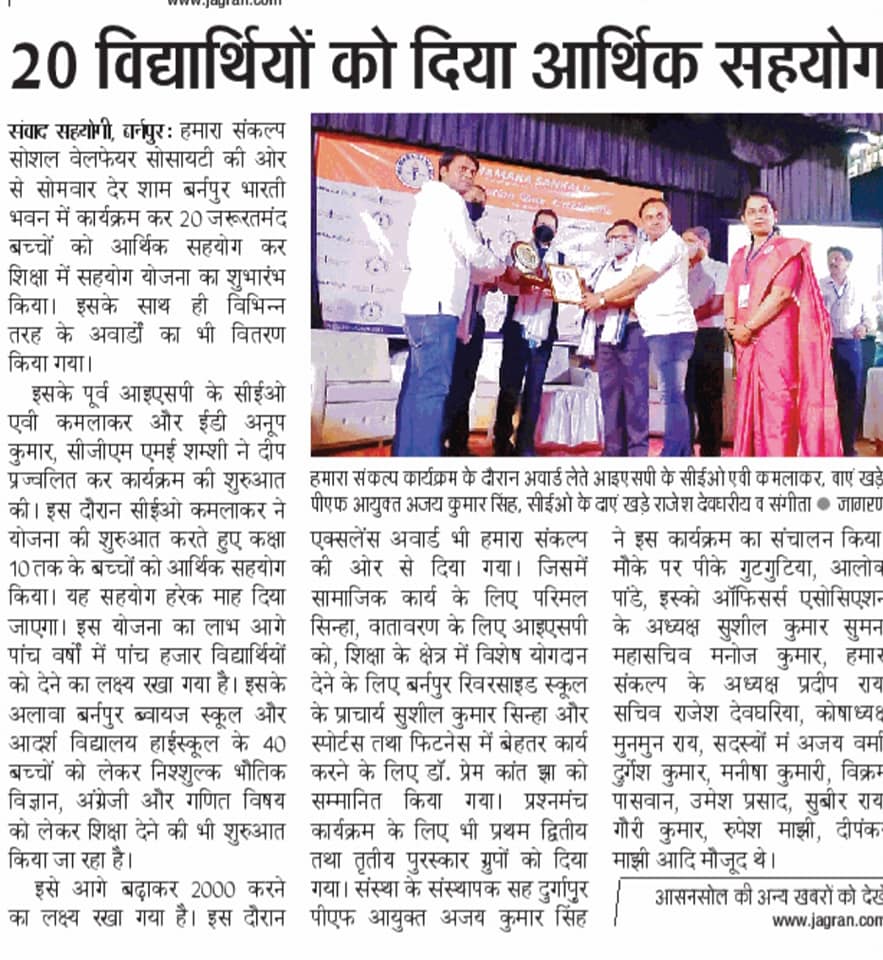 www.jagran.com
20 विद्यार्थियों को दिया आर्थिक सहयोग
संवाद सहयोगी, बर्नपुर : हमारा संकल्प
सोशल वेलफेयर सोसायटी की ओर
से सोमवार देर शाम बर्नपुर भारती
भवन में कार्यक्रम कर 20 जरूरतमंद
बच्चों को आर्थिक सहयोग कर
शिक्षा में सहयोग योजना का शुभारंभ
किया। इसके साथ ही विभिन्न
तरह के अवार्डों का भी वितरण
किया गया।
इसके पूर्व आइएसपी के सीईओ
एवी कमलाकर और ईडी अनूप
कुमार, सीजीएम एमई शम्शी ने दीप
प्रज्वलित कर कार्यक्रम की शुरुआत
की। इस दौरान सीईओ कमलाकर ने
योजना की शुरुआत करते हुए कक्षा
10 तक के बच्चों को आर्थिक सहयोग
किया। यह सहयोग हरेक माह दिया
जाएगा। इस योजना का लाभ आगे
पांच वर्षों में पांच हजार विद्यार्थियों
को देने का लक्ष्य रखा गया है। इसके
अलावा बर्नपुर ब्वायज स्कूल और
आदर्श विद्यालय हाईस्कूल के 40
बच्चों को लेकर निश्शुल्क भौतिक
विज्ञान, अंग्रेजी और गणित विषय
को लेकर शिक्षा देने की भी शुरुआत
किया जा रहा है।
इसे आगे बढ़ाकर 2000 करने
का लक्ष्य रखा गया है। इस दौरान
HAMARA SANKALP
हमारा संकल्प कार्यक्रम के दौरान अवार्ड लेते आइएसपी के सीईओ एवी कमलाकर, बाएं खड़े
पीएफ आयुक्त अजय कुमार सिंह, सीईओ के दाएं खड़े राजेश देवघरीय व संगीता ● जागरण
एक्सलेंस अवार्ड भी हमारा संकल्प
की ओर से दिया गया। जिसमें
सामाजिक कार्य के लिए परिमल
सिन्हा, वातावरण के लिए आइएसपी
को, शिक्षा के क्षेत्र में विशेष योगदान
देने के लिए बर्नपुर रिवरसाइड स्कूल
के प्राचार्य सुशील कुमार सिन्हा और
स्पोर्टस तथा फिटनेस में बेहतर कार्य
करने के लिए डॉ. प्रेम कांत झा को
सम्मानित किया गया। प्रश्नमंच
कार्यक्रम के लिए भी प्रथम द्वितीय
तथा तृतीय पुरस्कार ग्रुपों को दिया
गया। संस्था के संस्थापक सह दुर्गापुर
पीएफ आयुक्त अजय कुमार सिंह
ने इस कार्यक्रम का संचालन किया
मौके पर पीके गुटगुटिया, आलोव
पांडे, इस्को ऑफिसर्स एसोसिएशन
के अध्यक्ष सुशील कुमार सुमन
महासचिव मनोज कुमार, हमार
संकल्प के अध्यक्ष प्रदीप राय
सचिव राजेश देवघरिया, कोषाध्यक्ष
मुनमुन राय, सदस्यों मं अजय वर्मा
दुर्गेश कुमार, मनीषा कुमारी, विक्रम
पासवान, उमेश प्रसाद, सुबीर राय
गौरी कुमार, रुपेश माझी, दीपंक
माझी आदि मौजूद थे।
आसनसोल की अन्य खबरों को देखें
www.jagran.com